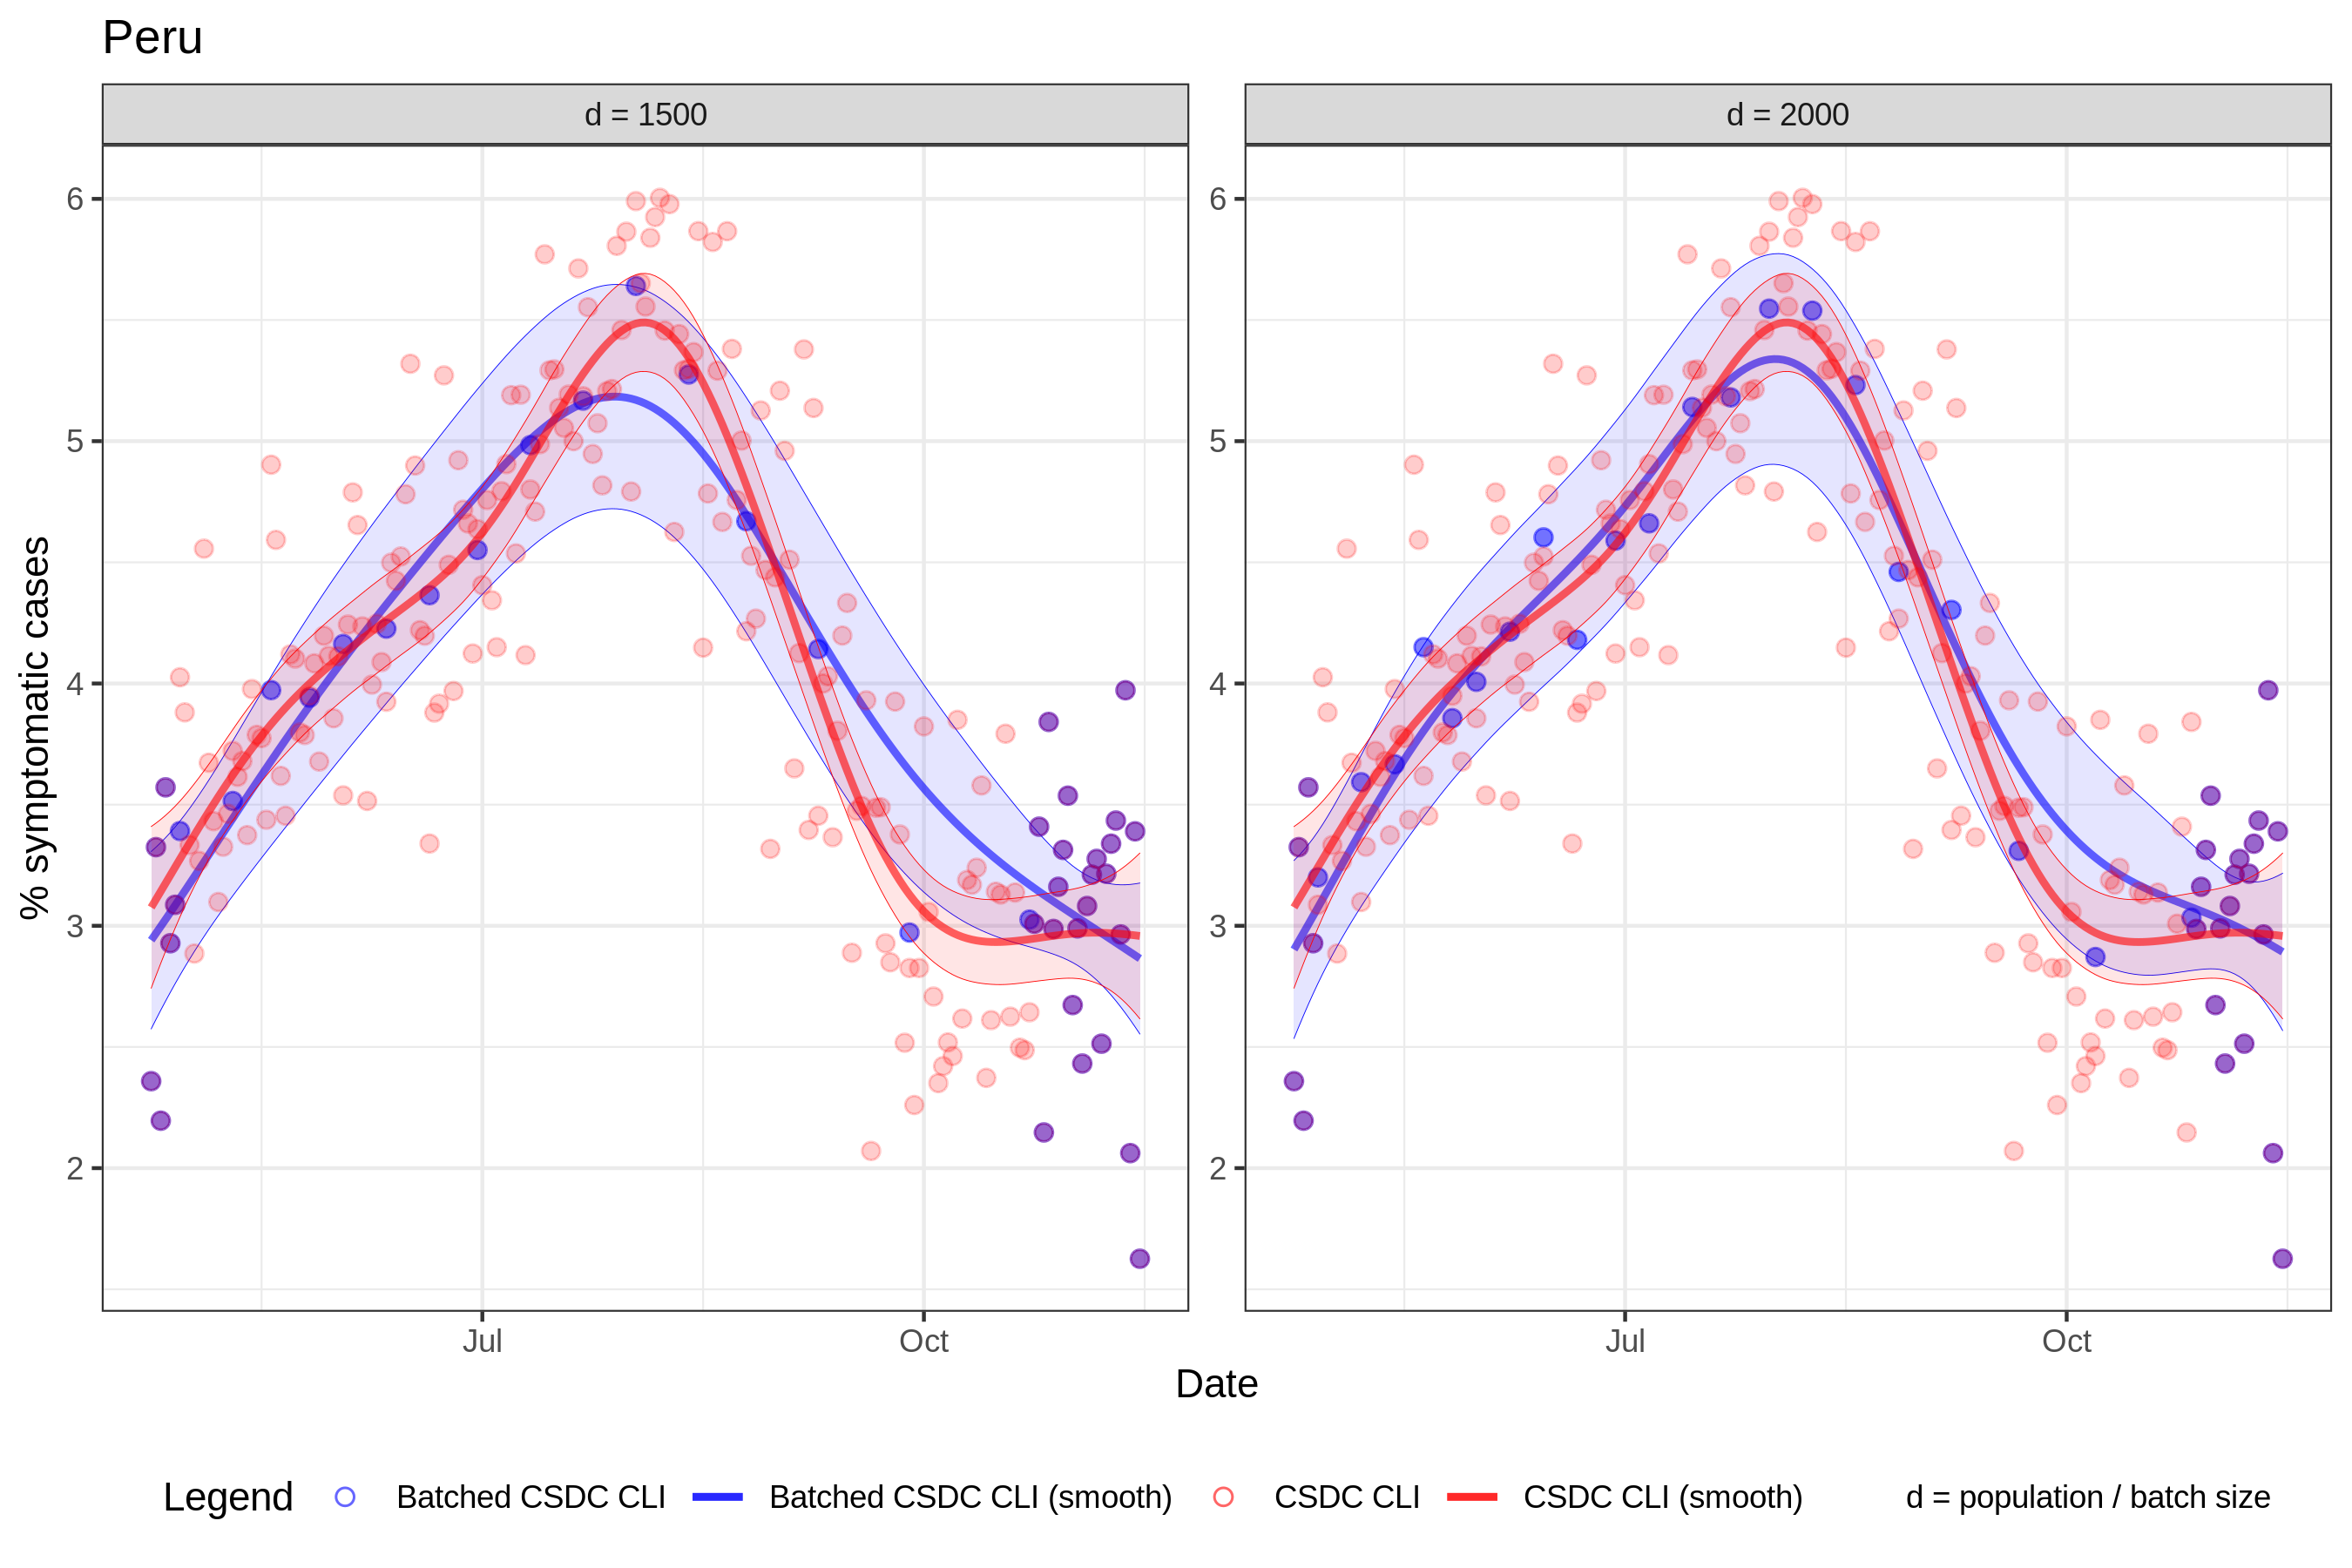 Peru
d = 1500
d = 2000
% symptomatic cases
6
5
4
3
2
6
5
4
3
2
Jul
Oct
Jul
Oct
Date
Legend
Batched CSDC CLI
Batched CSDC CLI (smooth)
CSDC CLI
CSDC CLI (smooth)
d = population / batch size